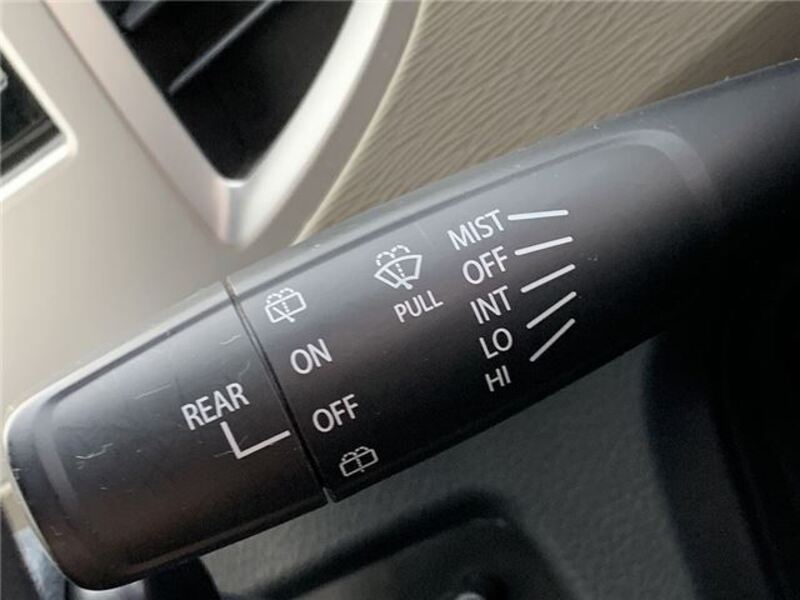 MIST
OFF
INT
LO
HI
PULL
ON
OFF
REAR